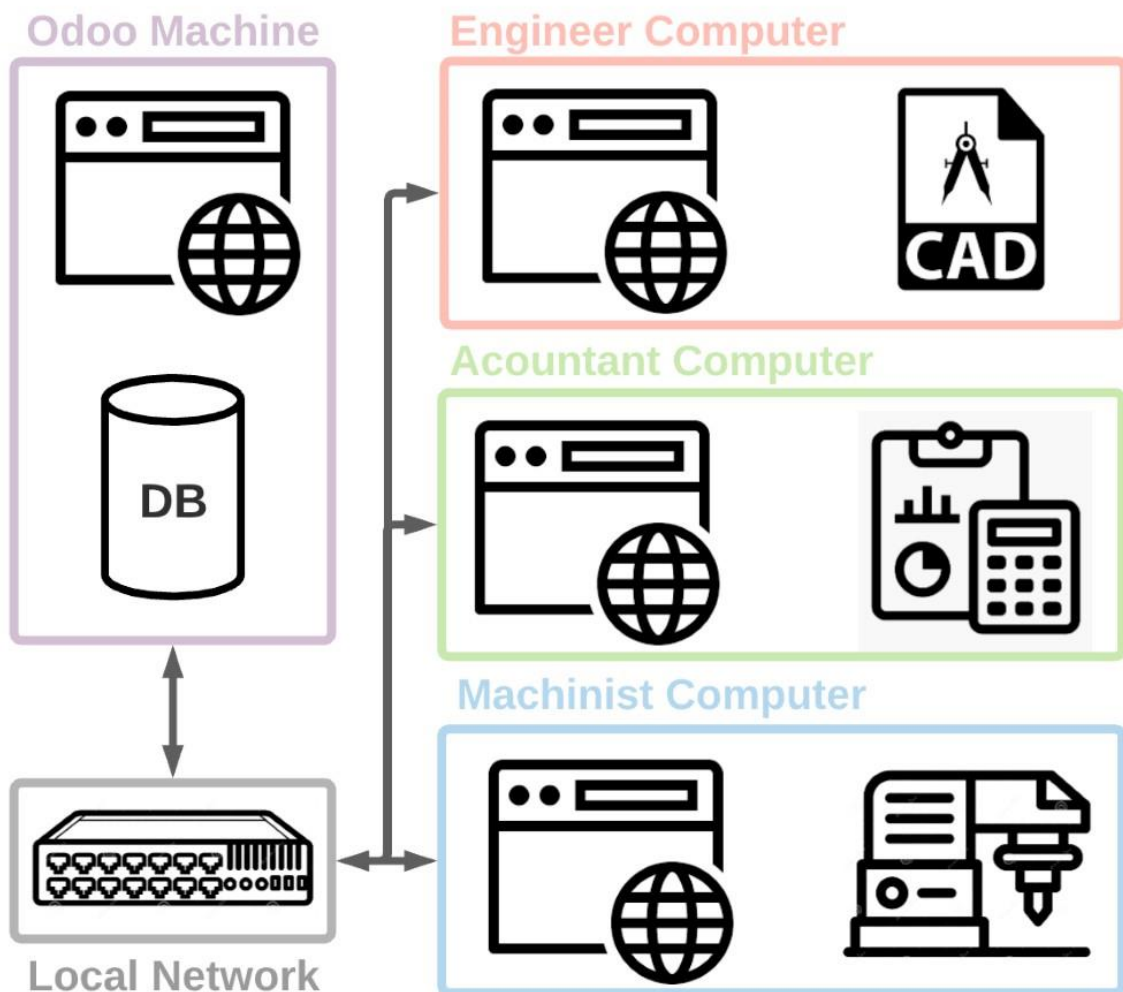 Odoo Machine
Engineer Computer
CAD
Acountant Computer
DB
Machinist Computer
Local Network